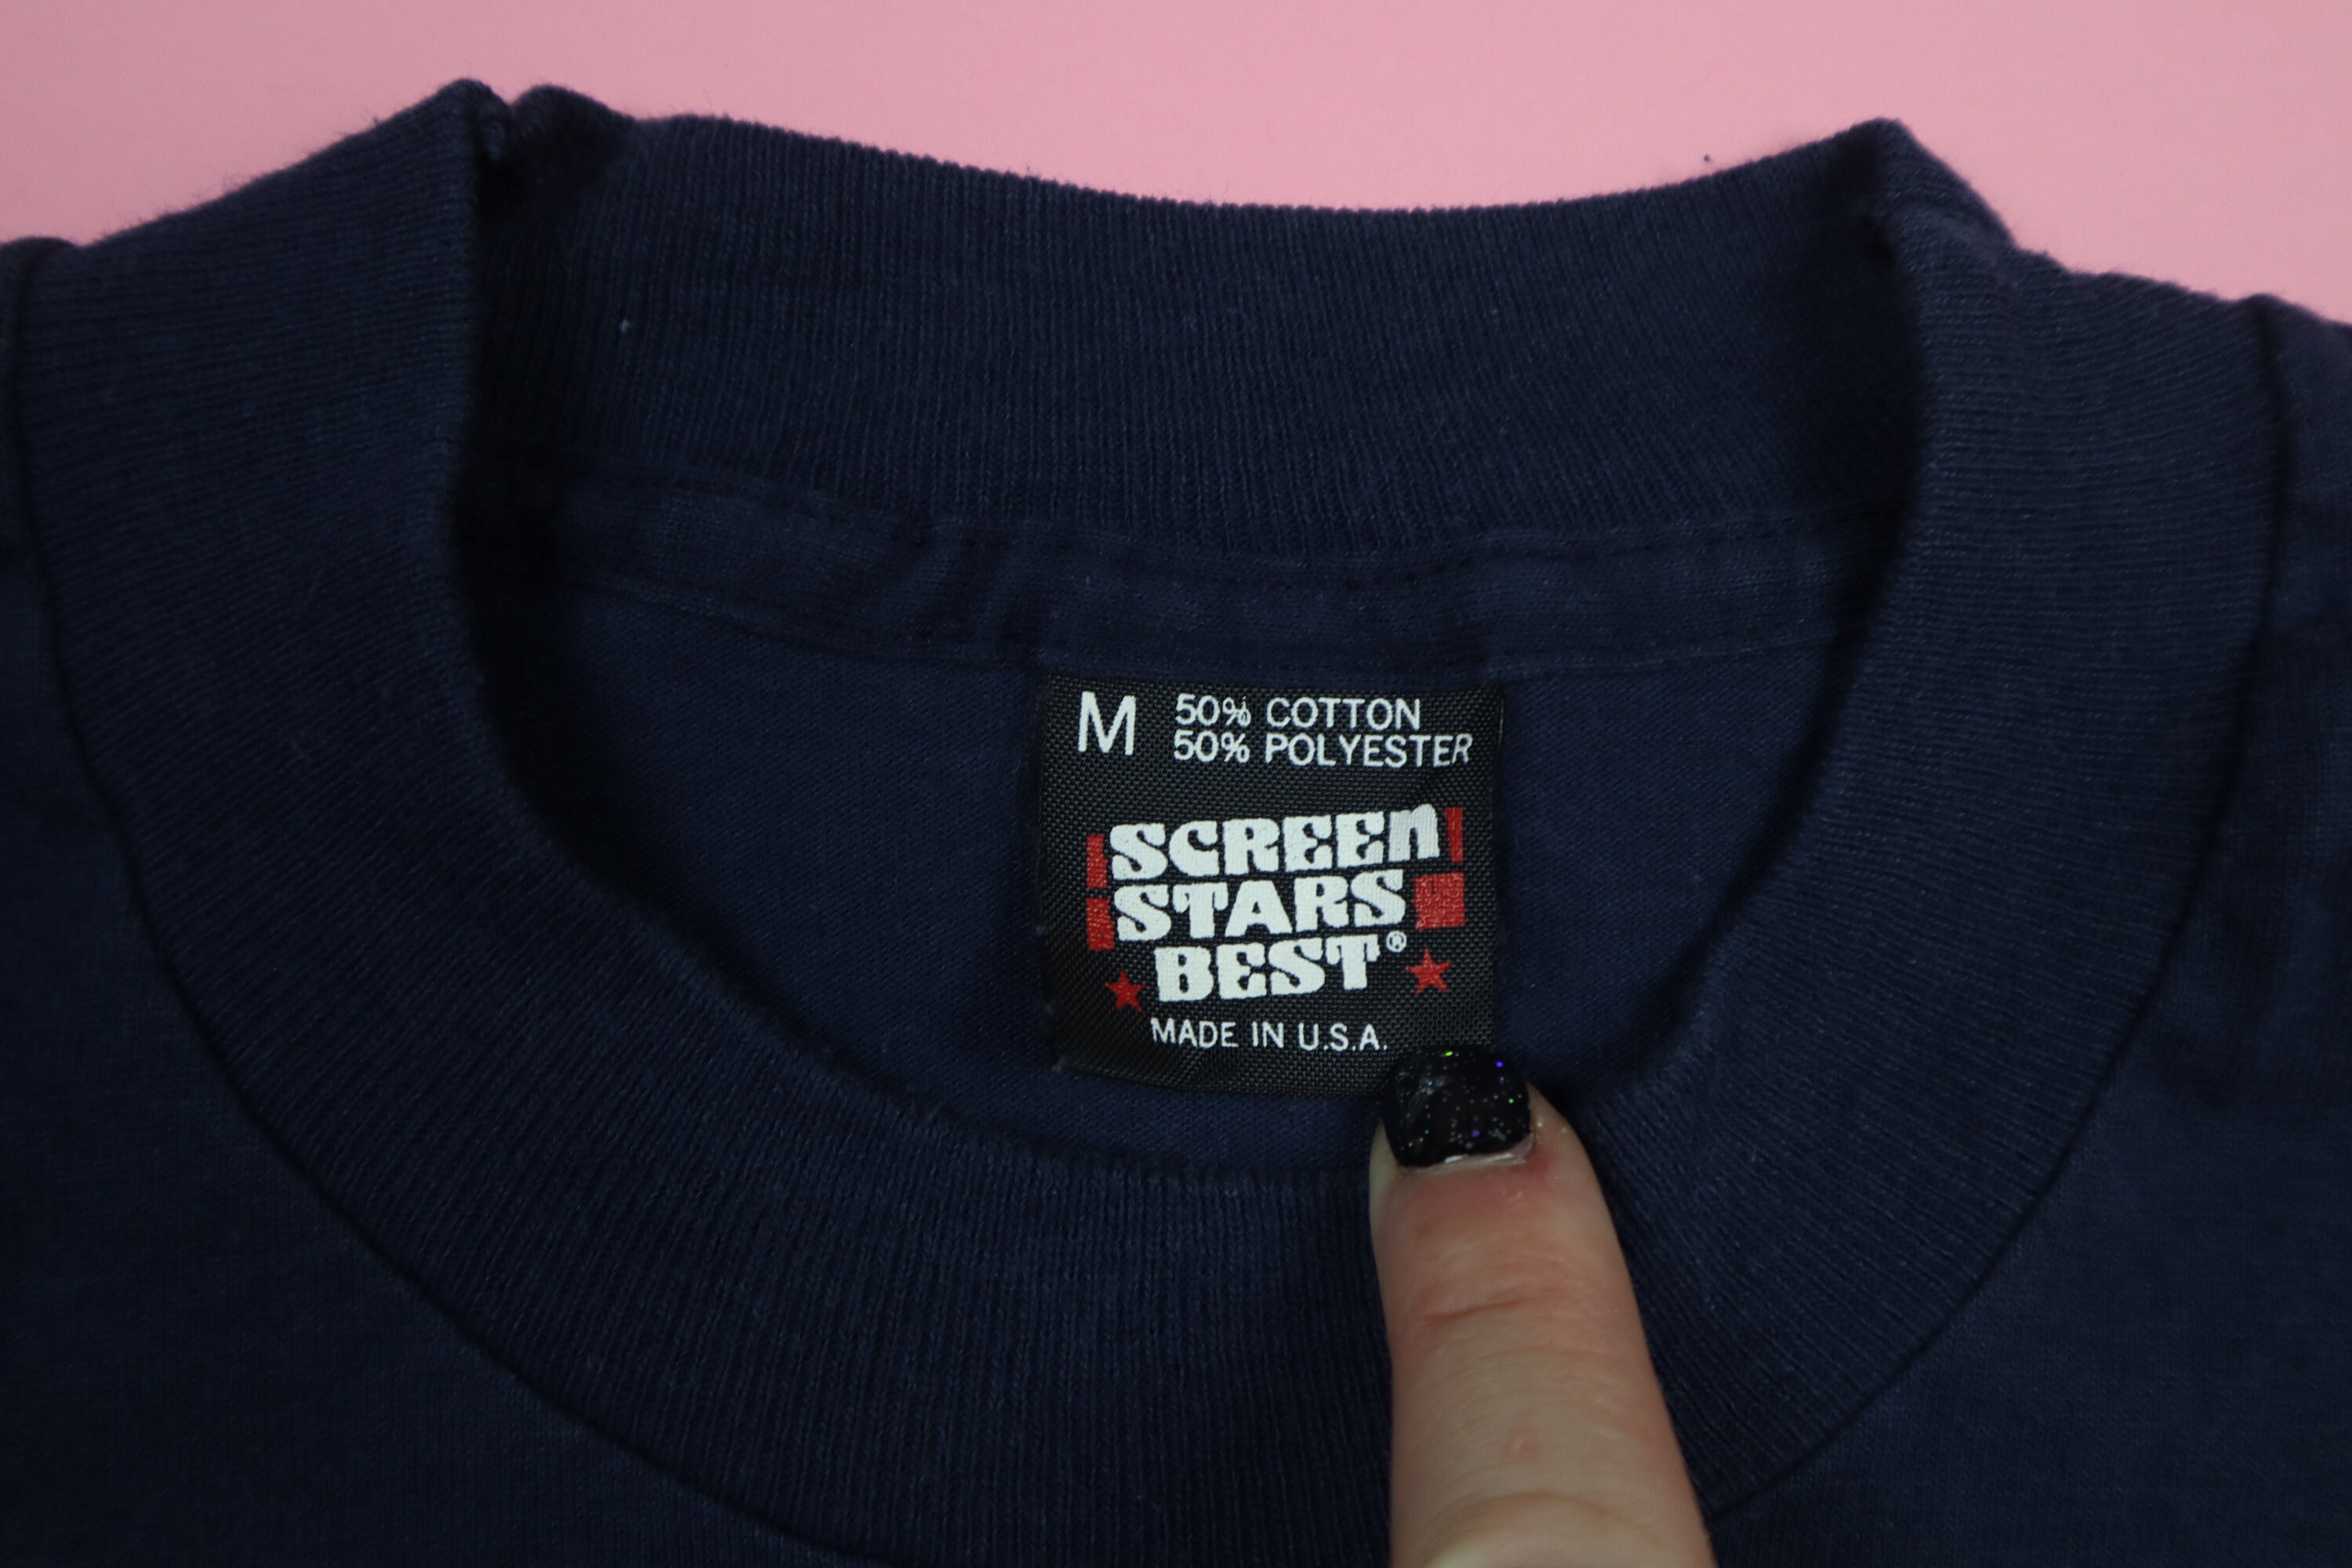 M 50% COTTON
50% POLYESTER
SCREEN
STARS
BEST®
MADE IN U.S.A.